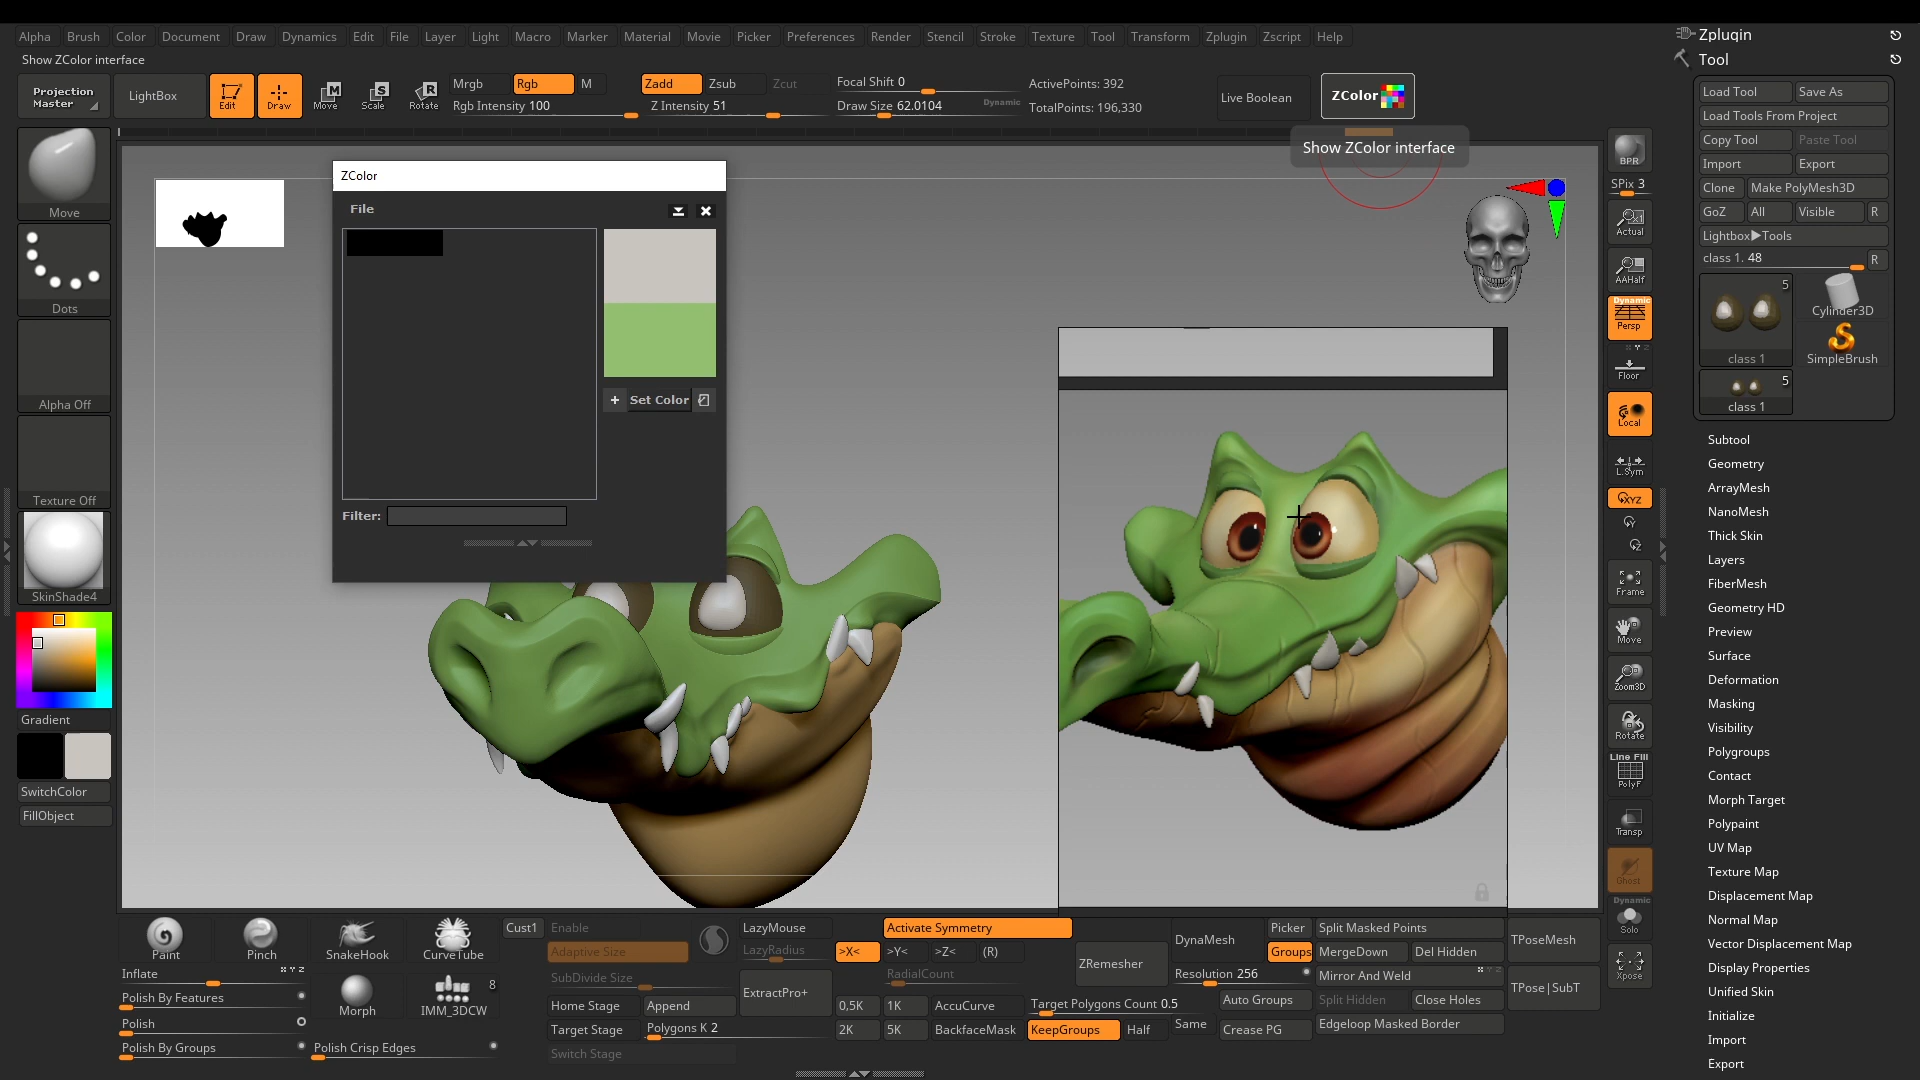 Alpha Brush Color Document Draw Dynamics Edit File Layer Light Macro Marker Material Movie Picker Preferences Render Stencil Stroke Texture Tool Transform Zplugin Zscript Help
Show ZColor interface
Projection Master
LightBox
Edit
Draw
Move
Scale
Rotate
Mrgb Rgb M
Rgb Intensity 100
Zadd Zsub Zcut
Z Intensity 51
Focal Shift 0
Draw Size 62.0104 Dynamic
ActivePoints: 392
TotalPoints: 196,330
Live Boolean
ZColor
Show ZColor interface
Move
Dots
Alpha Off
Texture Off
SkinShade4
Gradient
SwitchColor
FillObject
ZColor
File
+ Set Color
Filter:
BPR
SPix 3
Actual
AAHalf
Dynamic
Persp
Floor
Local
L.Sym
XYZ
Y
Z
Frame
Move
Zoom3D
Rotate
Line Fill
PolyF
Transp
Ghost
Dynamic
Solo
Xpose
Zplugin
Tool
Load Tool Save As
Load Tools From Project
Copy Tool Paste Tool
Import Export
Clone Make PolyMesh3D
GoZ All Visible R
Lightbox▶Tools
class 1. 48 R
5
class 1
Cylinder3D
SimpleBrush
5
class 1
Subtool
Geometry
ArrayMesh
NanoMesh
Thick Skin
Layers
FiberMesh
Geometry HD
Preview
Surface
Deformation
Masking
Visibility
Polygroups
Contact
Morph Target
Polypaint
UV Map
Texture Map
Displacement Map
Normal Map
Vector Displacement Map
Display Properties
Unified Skin
Initialize
Import
Export
Paint
Pinch
SnakeHook
CurveTube
Inflate
Polish By Features
Polish
Polish By Groups
Morph
8
IMM_3DCW
Polish Crisp Edges
Cust1
Enable
Adaptive Size
SubDivide Size
Home Stage Append
Target Stage Polygons K 2
Switch Stage
LazyMouse
LazyRadius
ExtractPro+
Activate Symmetry
>X< >Y< >Z< (R)
RadialCount
0,5K 1K AccuCurve
2K 5K BackfaceMask
ZRemesher
Target Polygons Count 0.5
KeepGroups Half Same
DynaMesh
Resolution 256
Auto Groups
Crease PG
Picker
Groups
Split Masked Points
MergeDown Del Hidden
Mirror And Weld
Split Hidden Close Holes
Edgeloop Masked Border
TPoseMesh
TPose|SubT